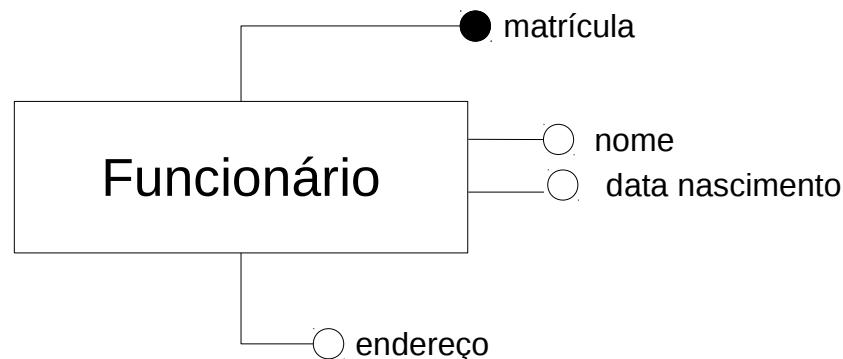 matrícula
nome
Funcionário
data nascimento
endereço